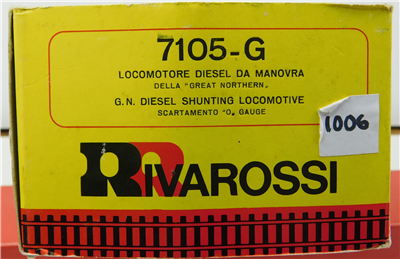 7105-G
LOCOMOTORE DIESEL DA MANOVRA
DELLA "GREAT NORTHERN„
G.N. DIESEL SHUNTING LOCOMOTIVE
SCARTAMENTO "O„ GAUGE
1006
RIVAROSSI